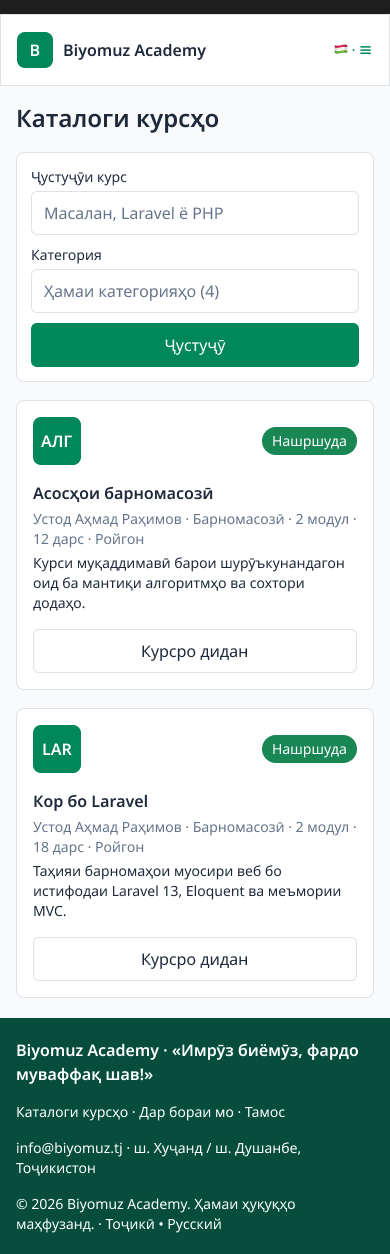 B Biyomuz Academy
Каталоги курсҳо
Ҷустуҷӯи курс
Масалан, Laravel ё PHP
Категория
Ҳамаи категорияҳо (4)
Ҷустуҷӯ
АЛГ Нашршуда
Асосҳои барномасозӣ
Устод Аҳмад Раҳимов · Барномасозӣ · 2 модул ·
12 дарс · Ройгон
Курси муқаддимавӣ барои шурӯъкунандагон
оид ба мантиқи алгоритмҳо ва сохтори
додаҳо.
Курсро дидан
LAR Нашршуда
Кор бо Laravel
Устод Аҳмад Раҳимов · Барномасозӣ · 2 модул ·
18 дарс · Ройгон
Таҳияи барномаҳои муосири веб бо
истифодаи Laravel 13, Eloquent ва меъмории
MVC.
Курсро дидан
Biyomuz Academy · «Имрӯз биёмӯз, фардо
муваффақ шав!»
Каталоги курсҳо · Дар бораи мо · Тамос
info@biyomuz.tj · ш. Хуҷанд / ш. Душанбе,
Тоҷикистон
© 2026 Biyomuz Academy. Ҳамаи ҳуқуқҳо
маҳфузанд. · Тоҷикӣ • Русский